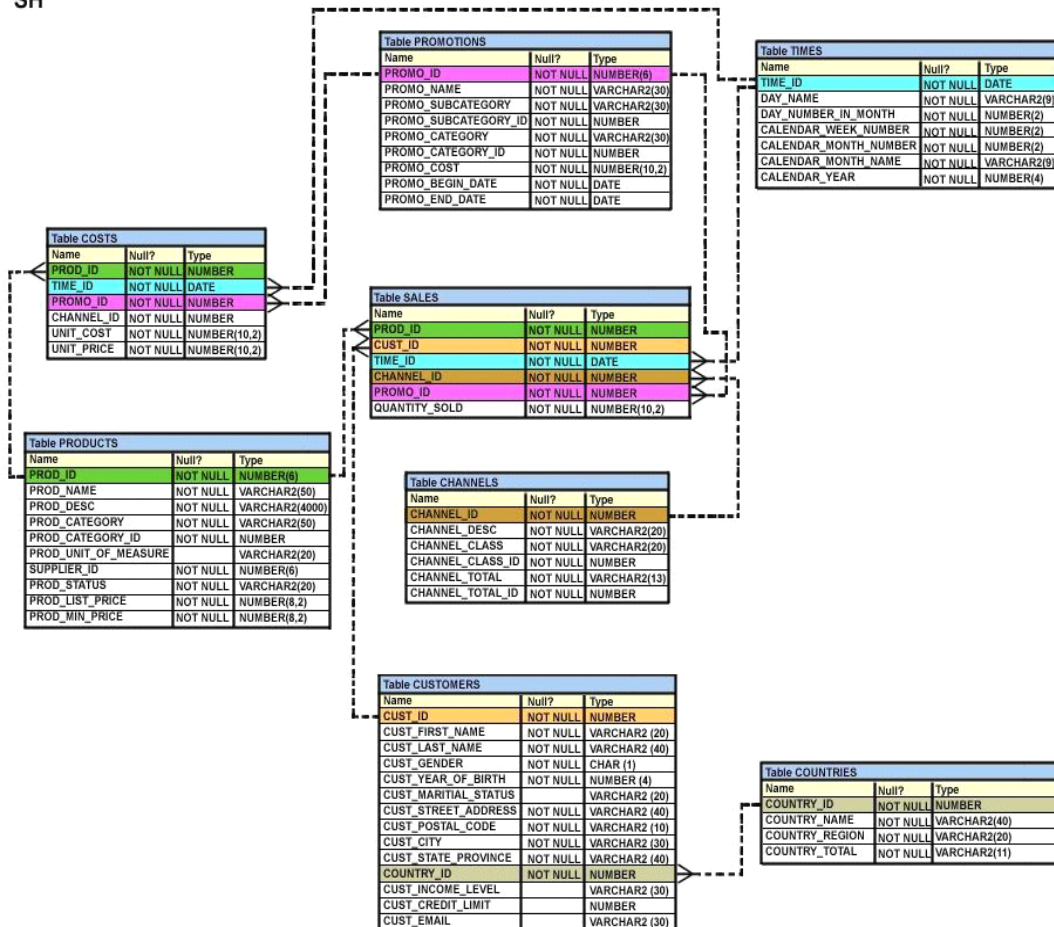 SH
Table PROMOTIONS
Name Null? Type
PROMO_ID NOT NULL NUMBER(6)
PROMO_NAME NOT NULL VARCHAR2(30)
PROMO_SUBCATEGORY NOT NULL VARCHAR2(30)
PROMO_SUBCATEGORY_ID NOT NULL NUMBER
PROMO_CATEGORY NOT NULL VARCHAR2(30)
PROMO_CATEGORY_ID NOT NULL NUMBER
PROMO_COST NOT NULL NUMBER(10,2)
PROMO_BEGIN_DATE NOT NULL DATE
PROMO_END_DATE NOT NULL DATE
Table TIMES
Name Null? Type
TIME_ID NOT NULL DATE
DAY_NAME NOT NULL VARCHAR2(9)
DAY_NUMBER_IN_MONTH NOT NULL NUMBER(2)
CALENDAR_WEEK_NUMBER NOT NULL NUMBER(2)
CALENDAR_MONTH_NUMBER NOT NULL NUMBER(2)
CALENDAR_MONTH_NAME NOT NULL VARCHAR2(9)
CALENDAR_YEAR NOT NULL NUMBER(4)
Table COSTS
Name Null? Type
PROD_ID NOT NULL NUMBER
TIME_ID NOT NULL DATE
PROMO_ID NOT NULL NUMBER
CHANNEL_ID NOT NULL NUMBER
UNIT_COST NOT NULL NUMBER(10,2)
UNIT_PRICE NOT NULL NUMBER(10,2)
Table SALES
Name Null? Type
PROD_ID NOT NULL NUMBER
CUST_ID NOT NULL NUMBER
TIME_ID NOT NULL DATE
CHANNEL_ID NOT NULL NUMBER
PROMO_ID NOT NULL NUMBER
QUANTITY_SOLD NOT NULL NUMBER(10,2)
Table PRODUCTS
Name Null? Type
PROD_ID NOT NULL NUMBER(6)
PROD_NAME NOT NULL VARCHAR2(50)
PROD_DESC NOT NULL VARCHAR2(4000)
PROD_CATEGORY NOT NULL VARCHAR2(50)
PROD_CATEGORY_ID NOT NULL NUMBER
PROD_UNIT_OF_MEASURE VARCHAR2(20)
SUPPLIER_ID NOT NULL NUMBER(6)
PROD_STATUS NOT NULL VARCHAR2(20)
PROD_LIST_PRICE NOT NULL NUMBER(8,2)
PROD_MIN_PRICE NOT NULL NUMBER(8,2)
Table CHANNELS
Name Null? Type
CHANNEL_ID NOT NULL NUMBER
CHANNEL_DESC NOT NULL VARCHAR2(20)
CHANNEL_CLASS NOT NULL VARCHAR2(20)
CHANNEL_CLASS_ID NOT NULL NUMBER
CHANNEL_TOTAL NOT NULL VARCHAR2(13)
CHANNEL_TOTAL_ID NOT NULL NUMBER
Table CUSTOMERS
Name Null? Type
CUST_ID NOT NULL NUMBER
CUST_FIRST_NAME NOT NULL VARCHAR2 (20)
CUST_LAST_NAME NOT NULL VARCHAR2 (40)
CUST_GENDER NOT NULL CHAR (1)
CUST_YEAR_OF_BIRTH NOT NULL NUMBER (4)
CUST_MARITIAL_STATUS VARCHAR2 (20)
CUST_STREET_ADDRESS NOT NULL VARCHAR2 (40)
CUST_POSTAL_CODE NOT NULL VARCHAR2 (10)
CUST_CITY NOT NULL VARCHAR2 (30)
CUST_STATE_PROVINCE NOT NULL VARCHAR2 (40)
COUNTRY_ID NOT NULL NUMBER
CUST_INCOME_LEVEL VARCHAR2 (30)
CUST_CREDIT_LIMIT NUMBER
CUST_EMAIL VARCHAR2 (30)
Table COUNTRIES
Name Null? Type
COUNTRY_ID NOT NULL NUMBER
COUNTRY_NAME NOT NULL VARCHAR2(40)
COUNTRY_REGION NOT NULL VARCHAR2(20)
COUNTRY_TOTAL NOT NULL VARCHAR2(11)